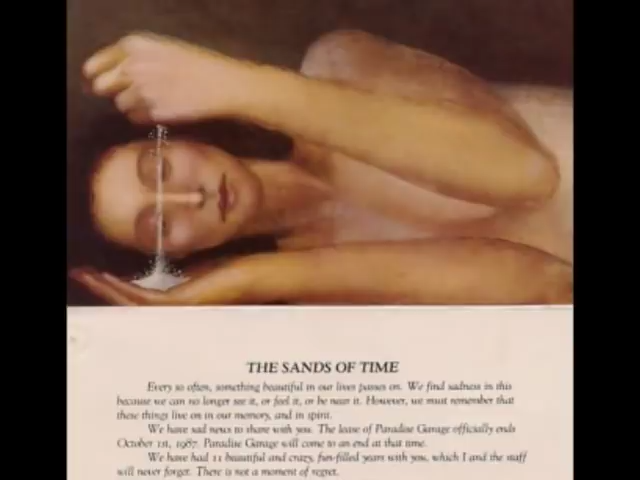 THE SANDS OF TIME
Every so often, something beautiful in our lives passes on. We find sadness in this
because we can no longer see it, or feel it, or be near it. However, we must remember that
these things live on in our memory, and in spirit.
We have sad news to share with you. The lease of Paradise Garage officially ends
October 1st, 1987. Paradise Garage will come to an end at that time.
We have had 11 beautiful and crazy, fun-filled years with you, which I and the staff
will never forget. There is not a moment of regret.